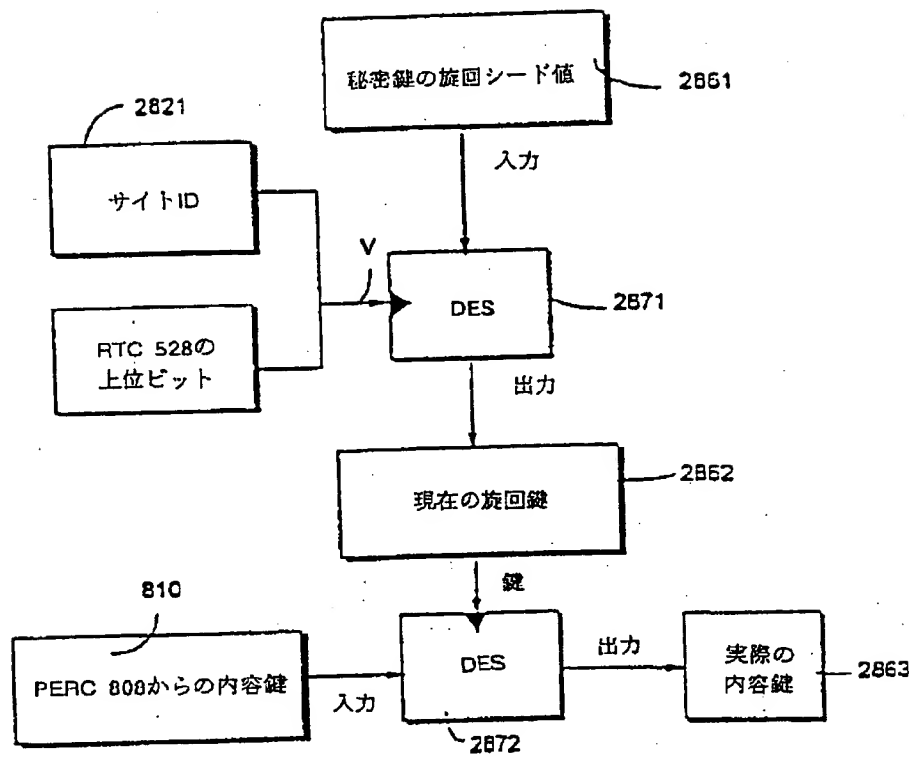 秘密鍵の旋回シード値
2861
2821
入力
サイトID
V
DES
2871
RTC 528の
上位ビット
出力
2862
現在の旋回鍵
鍵
810
DES
出力
実際の
内容鍵
2863
PERC 808からの内容鍵
入力
2872